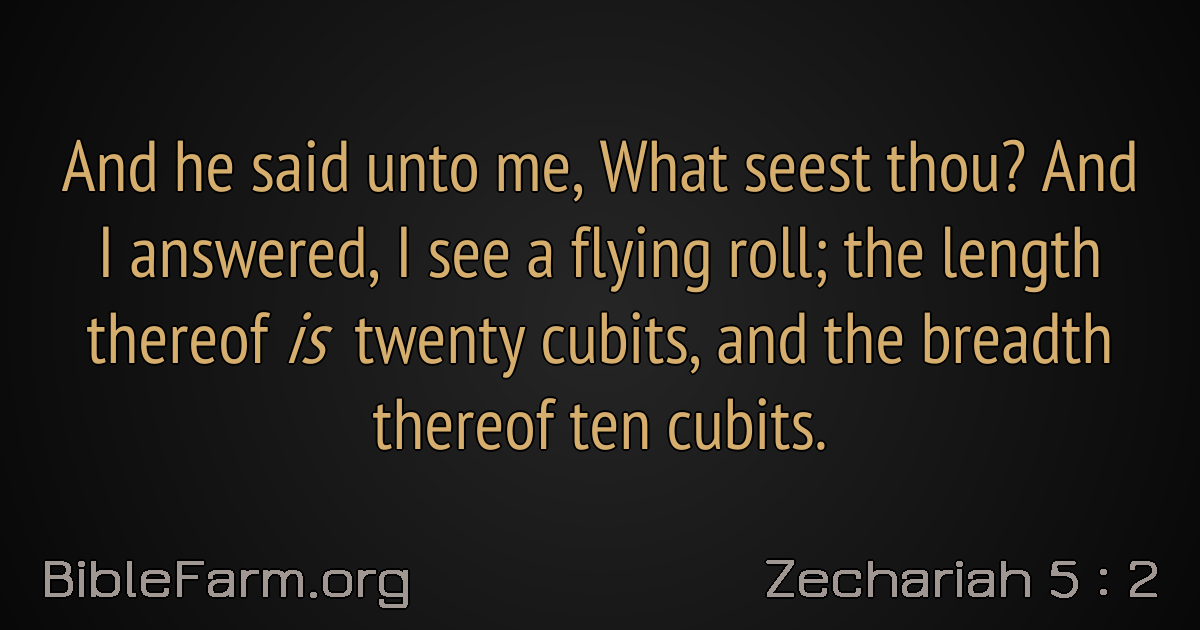 And he said unto me, What seest thou? And
I answered, I see a flying roll; the length
thereof is twenty cubits, and the breadth
thereof ten cubits.
BibleFarm.org
Zechariah 5 : 2